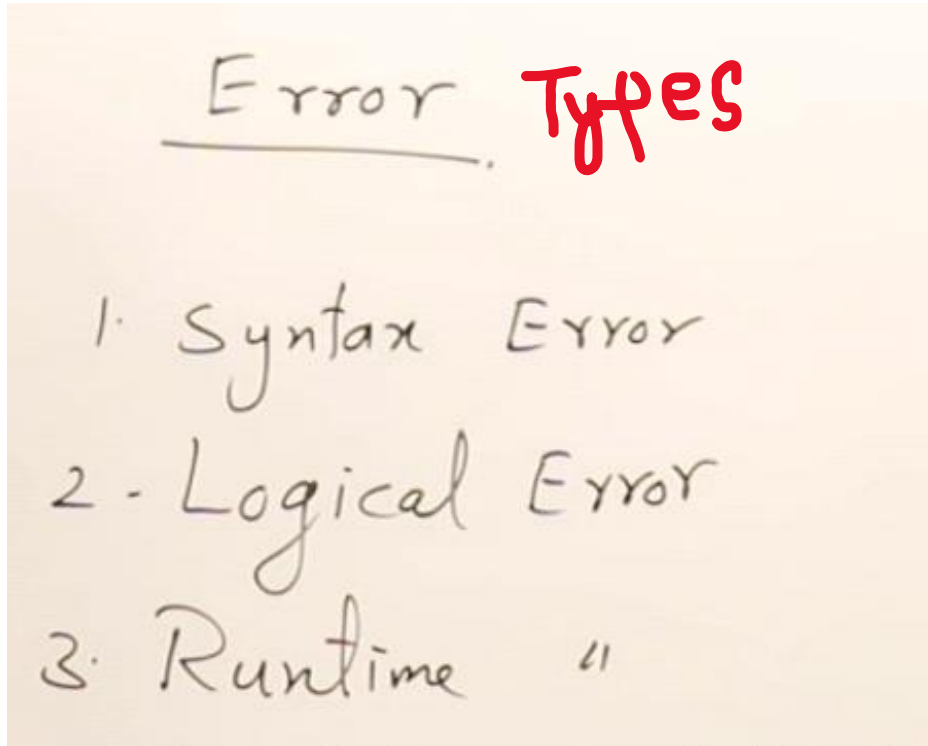 Error Types
1. Syntax Error
2 - Logical Error
3. Runtime "